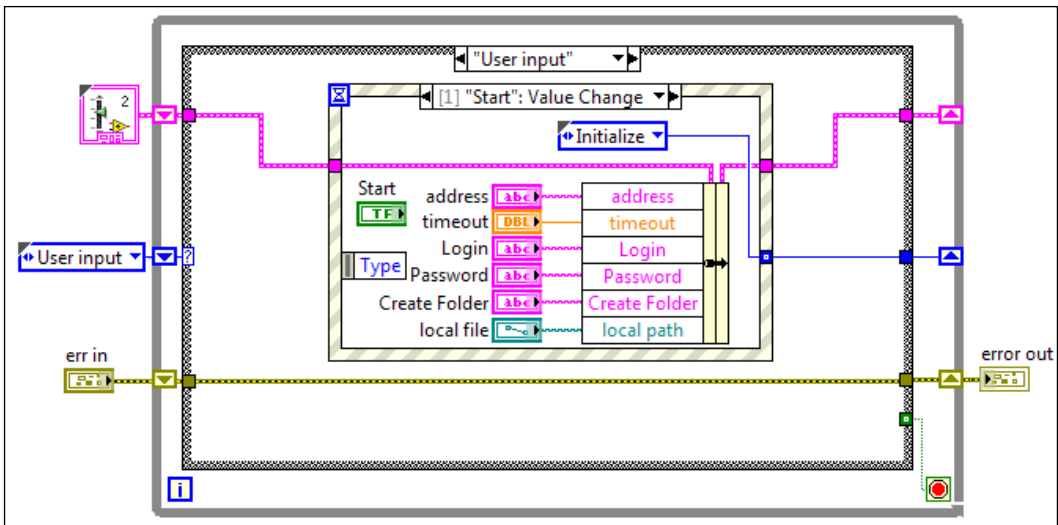 "User input"
[1] "Start": Value Change
2
Initialize
Start
TF
address
abc
address
timeout
DBL
timeout
User input
?
Login
abc
Login
Type
Password
abc
Password
Create Folder
abc
Create Folder
local file
local path
err in
error out
i